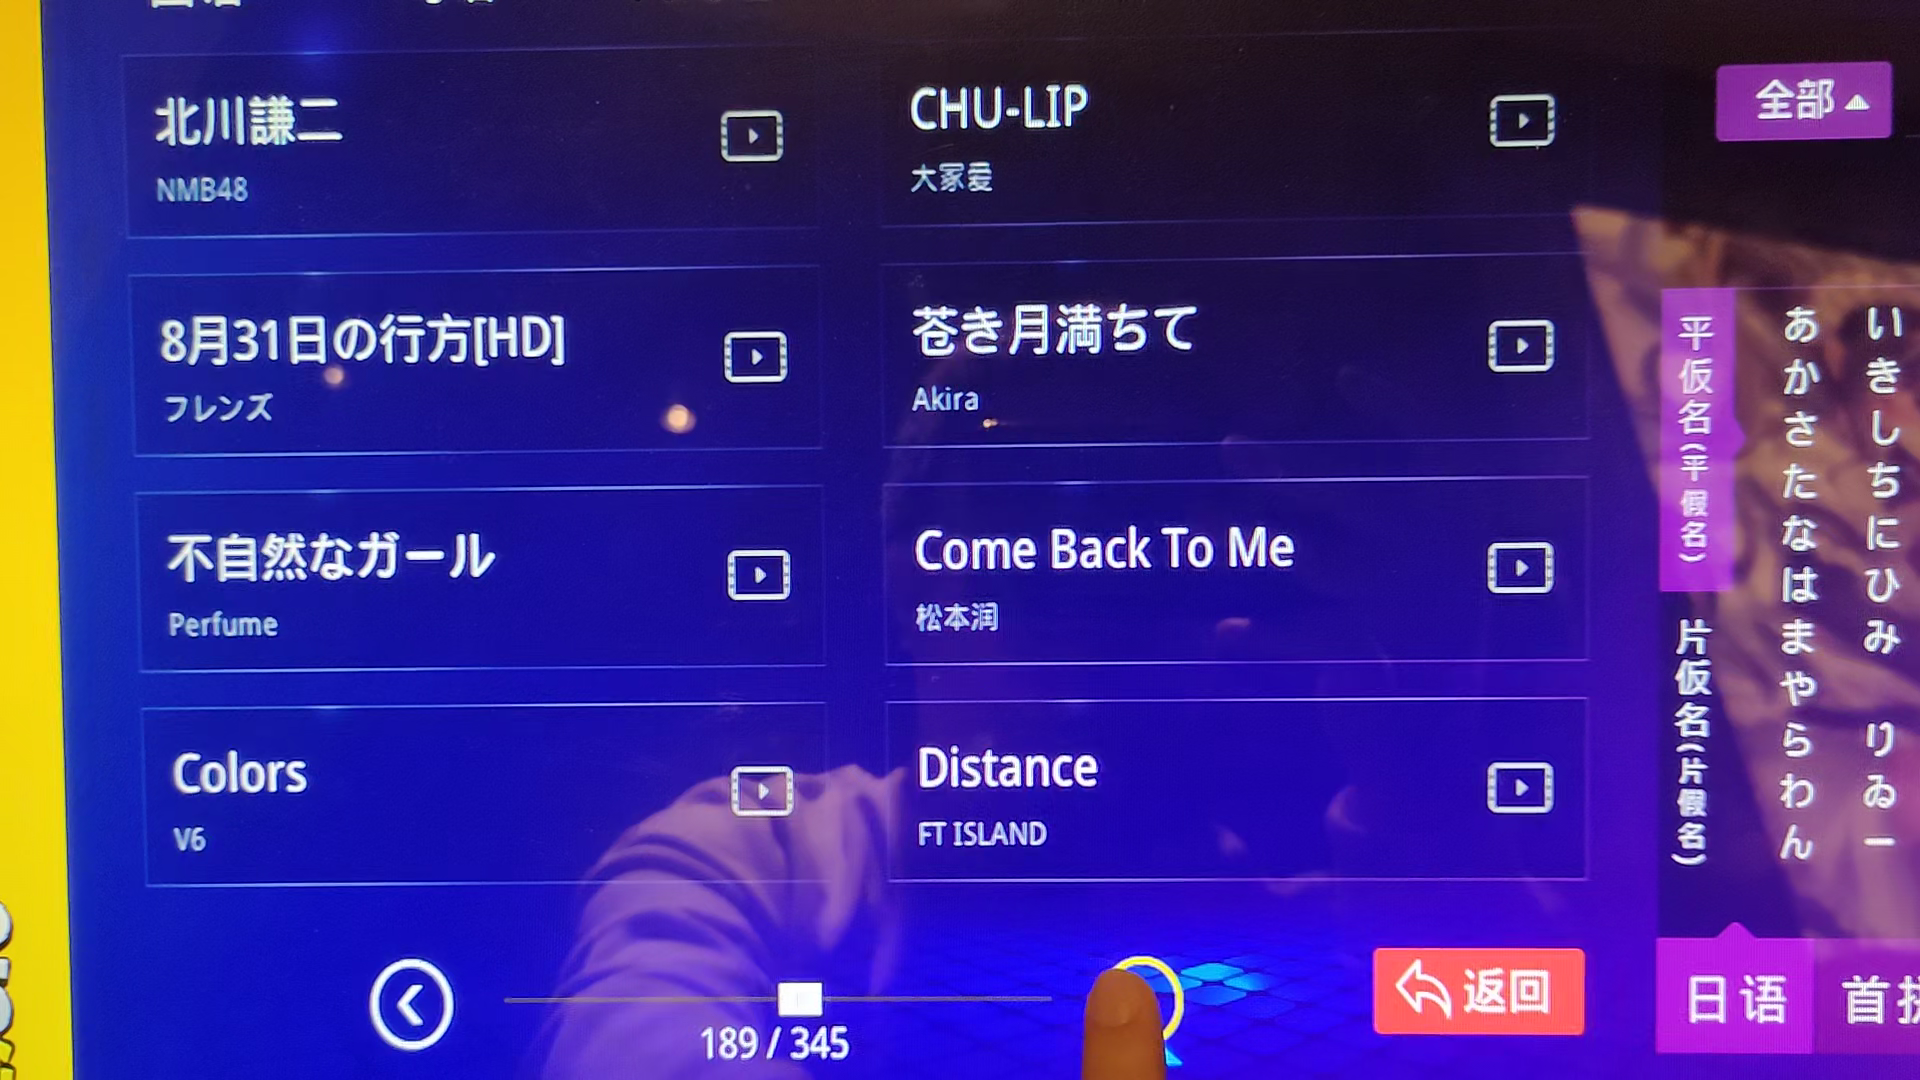 北川謙二
NMB48
CHU-LIP
大冢爱
8月31日の行方[HD]
フレンズ
苍き月満ちて
Akira
不自然なガール
Perfume
Come Back To Me
松本润
Colors
V6
Distance
FT ISLAND
189 / 345
返回
全部
平仮名(平假名)
片仮名(片假名)
あかさたなはまやらわん
いきしちにひみ りゐー
日语
首